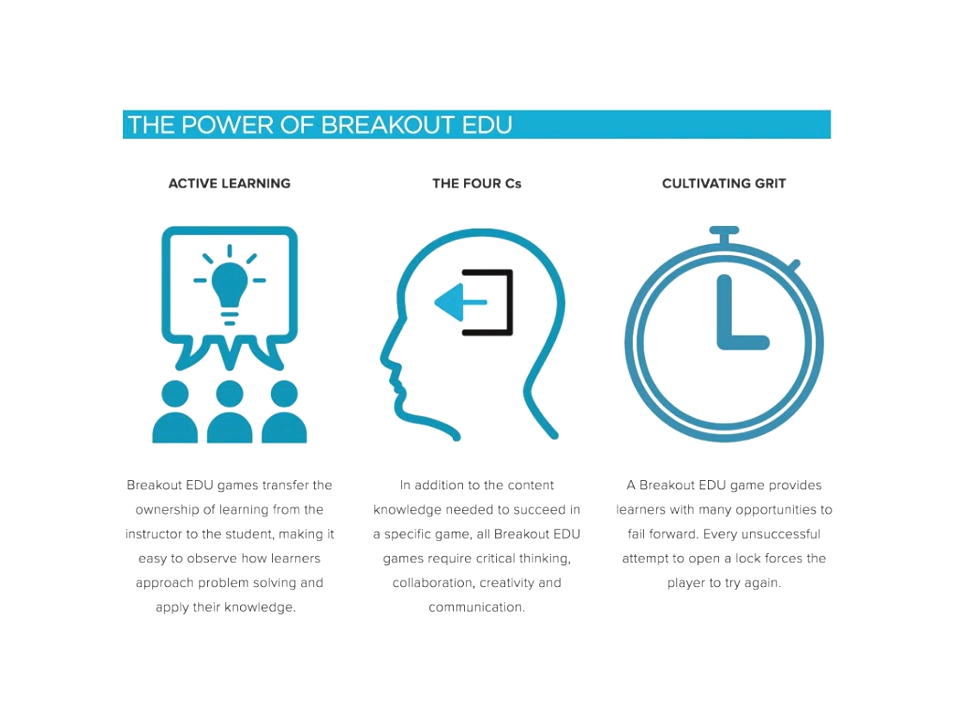 THE POWER OF BREAKOUT EDU
ACTIVE LEARNING
Breakout EDU games transfer the
ownership of learning from the
instructor to the student, making it
easy to observe how learners
approach problem solving and
apply their knowledge.
THE FOUR Cs
In addition to the content
knowledge needed to succeed in
a specific game, all Breakout EDU
games require critical thinking,
collaboration, creativity and
communication.
CULTIVATING GRIT
A Breakout EDU game provides
learners with many opportunities to
fail forward. Every unsuccessful
attempt to open a lock forces the
player to try again.